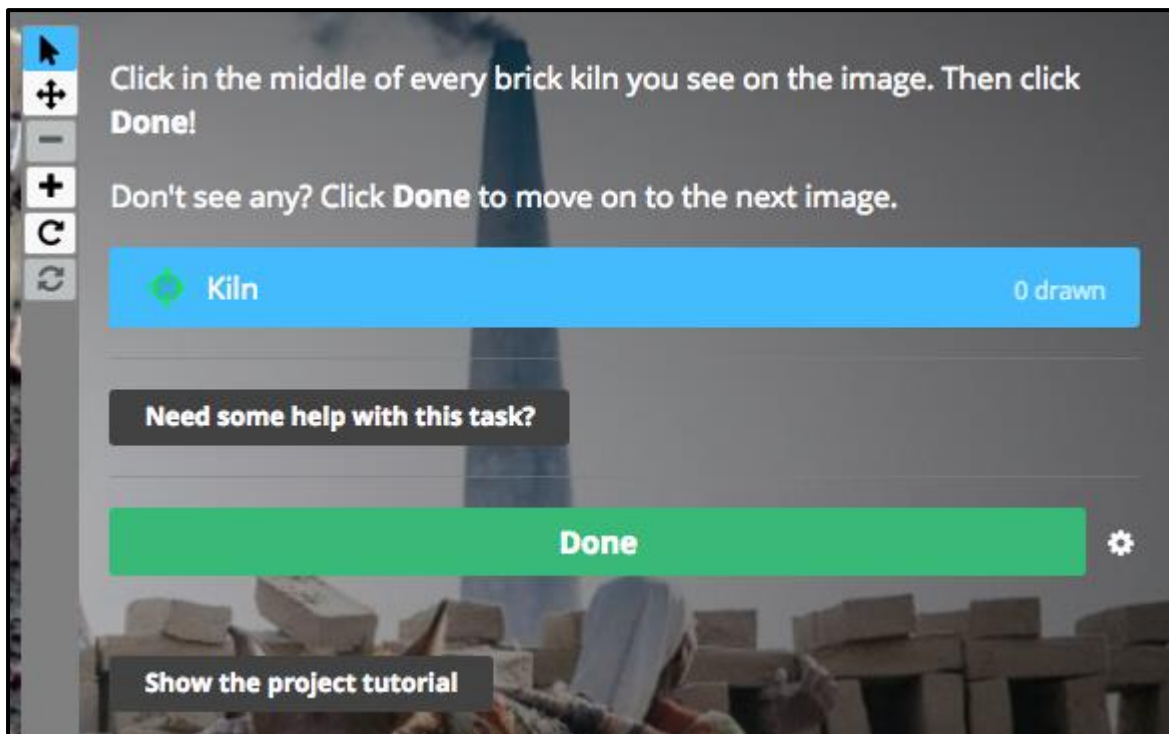 Click in the middle of every brick kiln you see on the image. Then click
Done!
Don't see any? Click Done to move on to the next image.
Kiln
0 drawn
Need some help with this task?
Done
Show the project tutorial